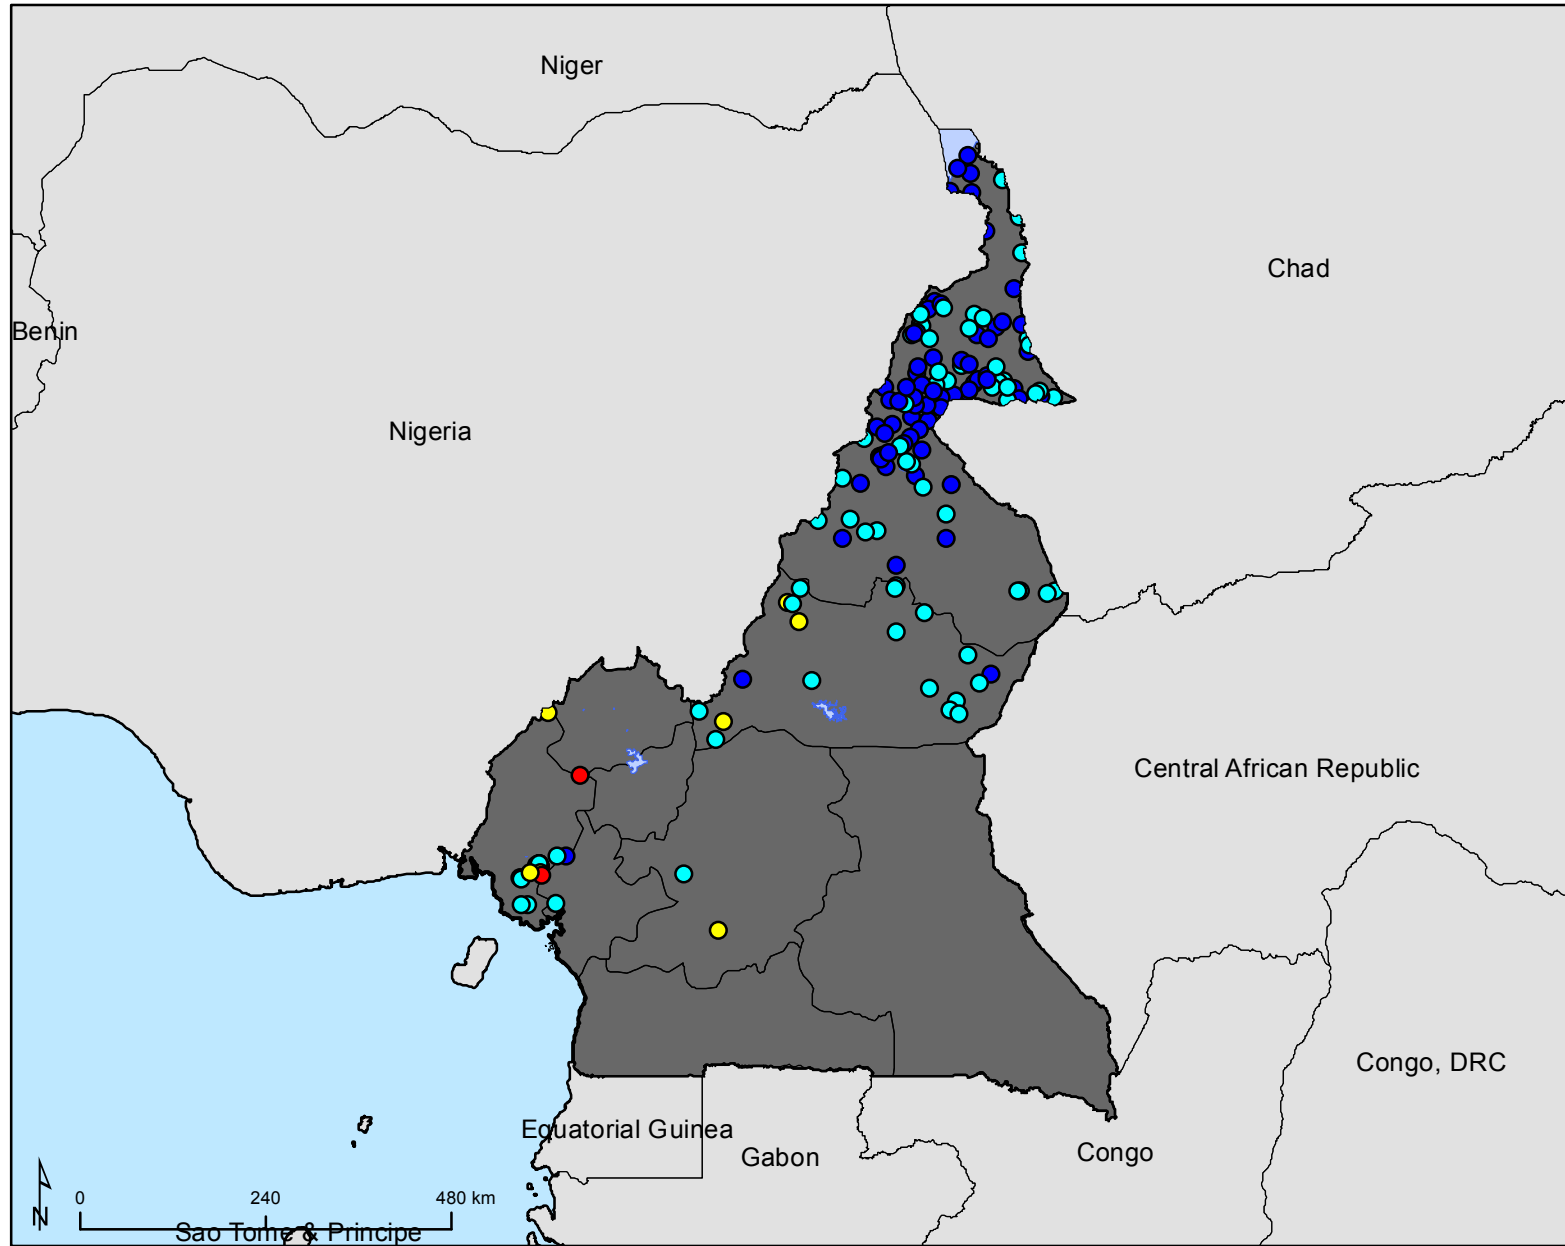 Niger
Chad
Benin
Nigeria
Central African Republic
Congo, DRC
Equatorial Guinea
Gabon
Congo
N
0 240 480 km
Sao Tome & Principe